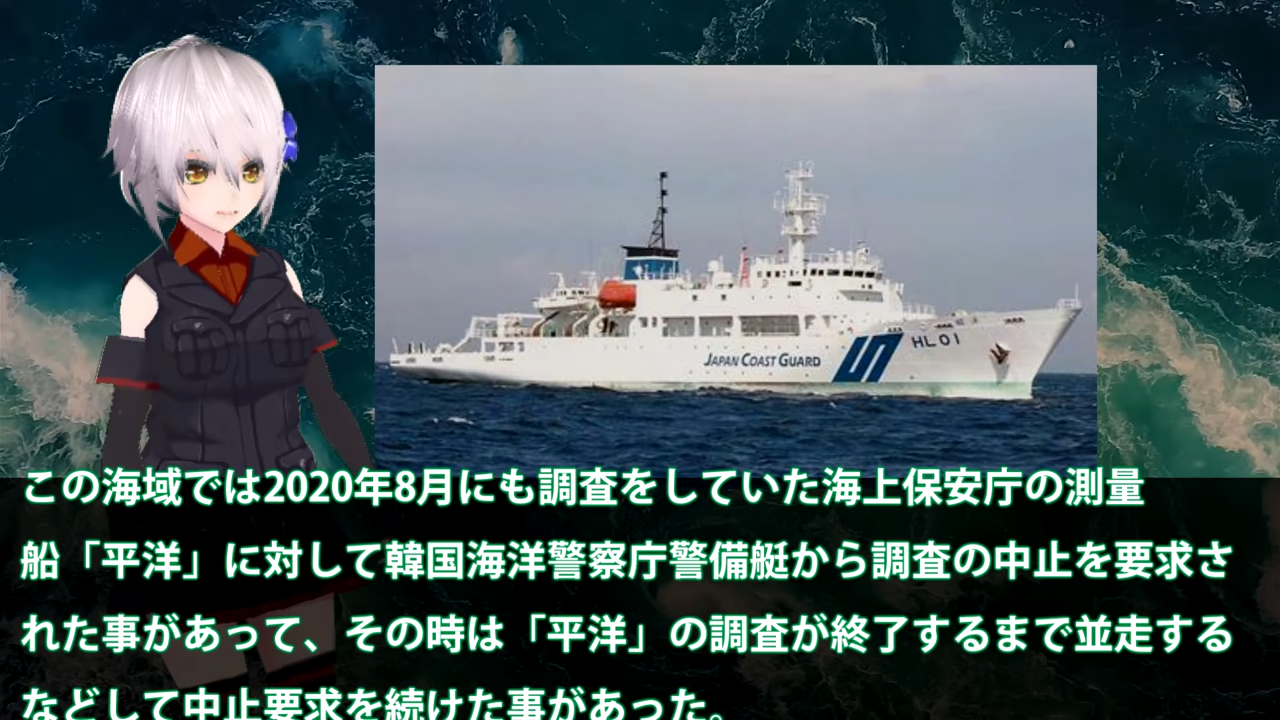 JAPAN COAST GUARD
HL 01
この海域では2020年8月にも調査をしていた海上保安庁の測量
船「平洋」に対して韓国海洋警察庁警備艇から調査の中止を要求さ
れた事があって、その時は「平洋」の調査が終了するまで並走する
などして中止要求を続けた事があった。